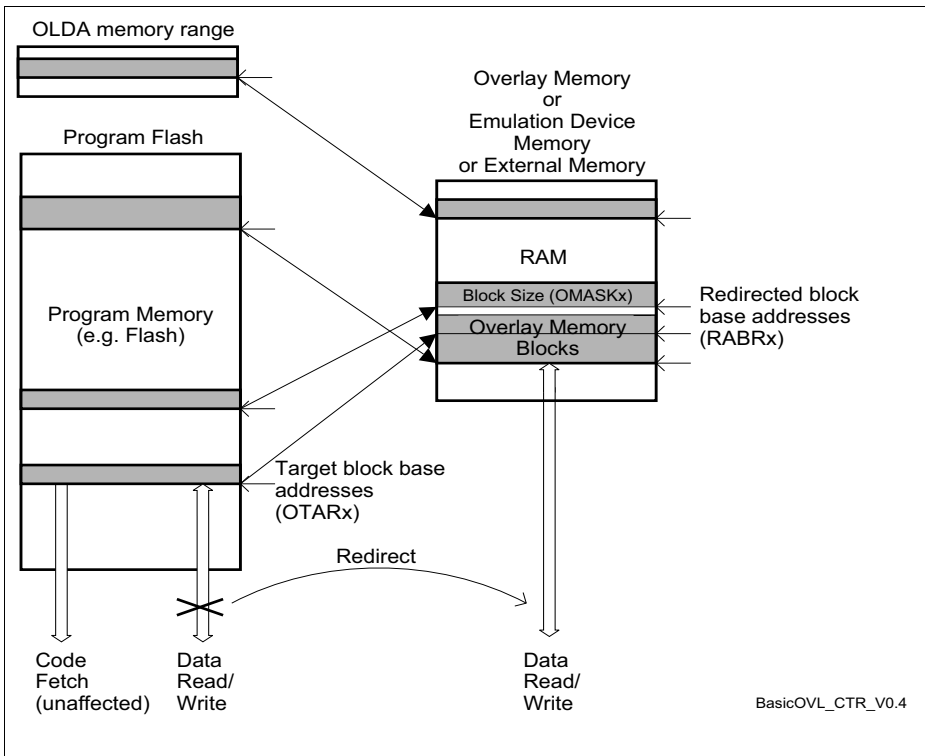 OLDA memory range
Program Flash
Program Memory
(e.g. Flash)
Overlay Memory
or
Emulation Device
Memory
or External Memory
RAM
Block Size (OMASKx)
Overlay Memory
Blocks
Redirected block
base addresses
(RABRx)
Target block base
addresses
(OTARx)
Redirect
Code
Fetch
(unaffected)
Data
Read/
Write
Data
Read/
Write
BasicOVL_CTR_V0.4